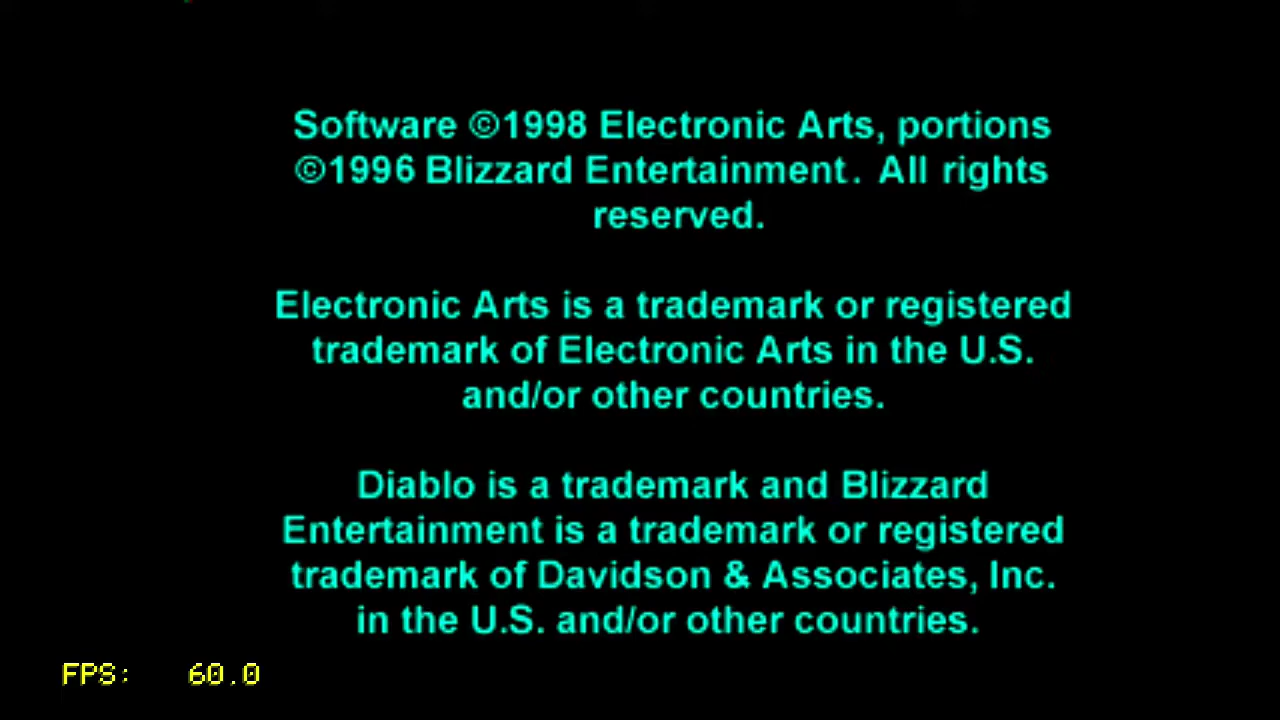 Software ©1998 Electronic Arts, portions
©1996 Blizzard Entertainment. All rights
reserved.
Electronic Arts is a trademark or registered
trademark of Electronic Arts in the U.S.
and/or other countries.
Diablo is a trademark and Blizzard
Entertainment is a trademark or registered
trademark of Davidson & Associates, Inc.
in the U.S. and/or other countries.
FPS: 60.0